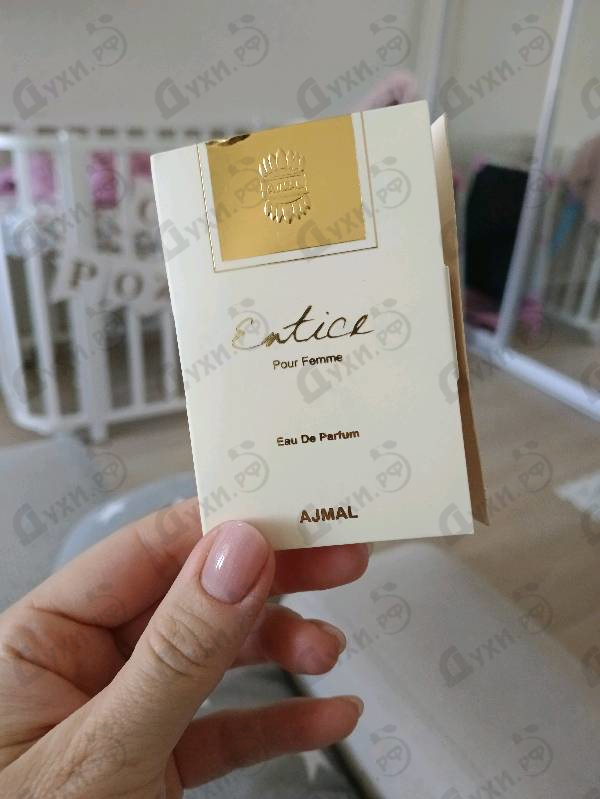 AJMAL
Entice
Pour Femme
Eau De Parfum
AJMAL
P O
Духи.РФ